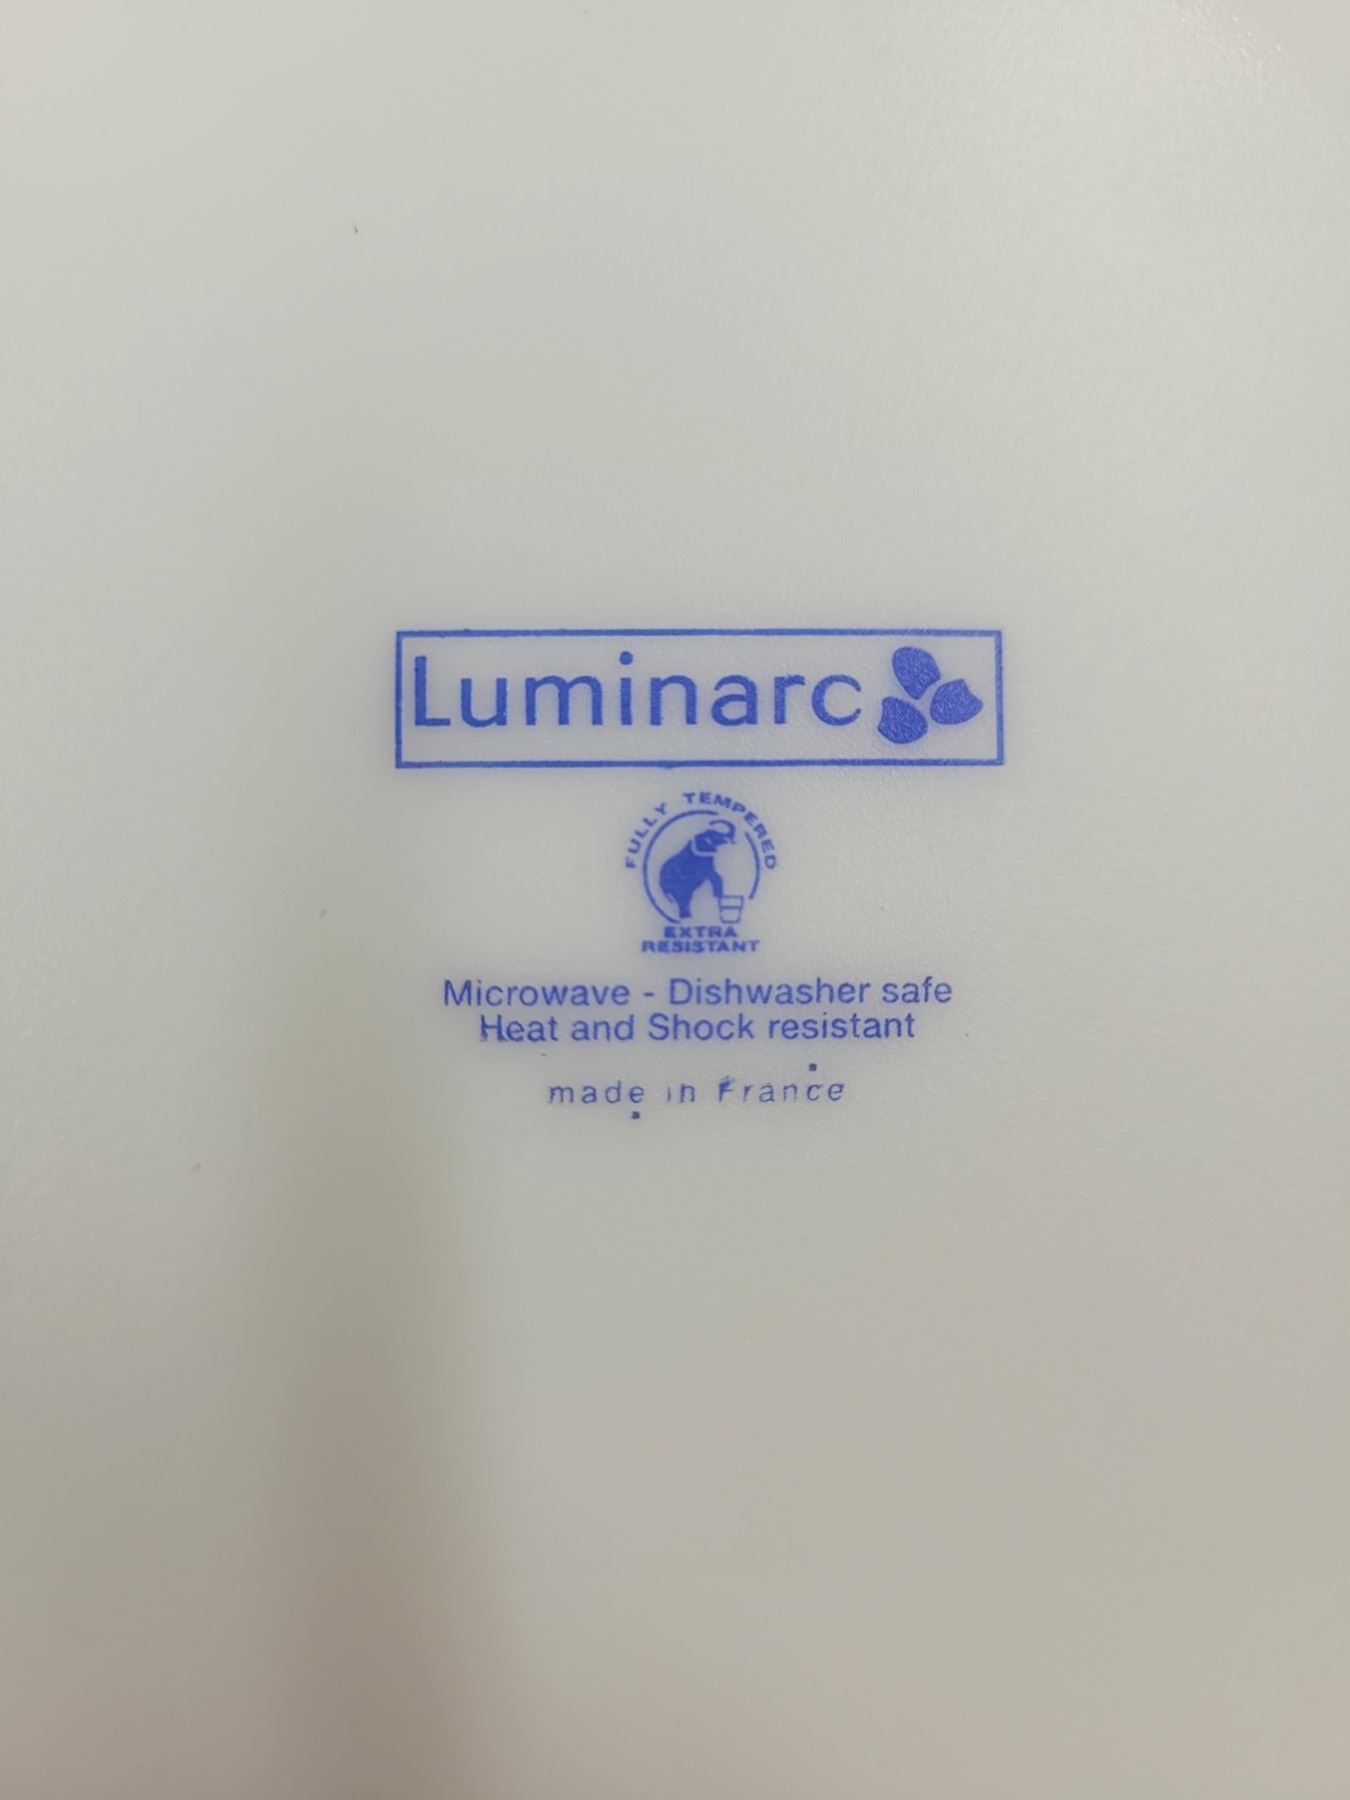 Luminarc
FULLY TEMPERED
EXTRA
RESISTANT
Microwave - Dishwasher safe
Heat and Shock resistant
made in France